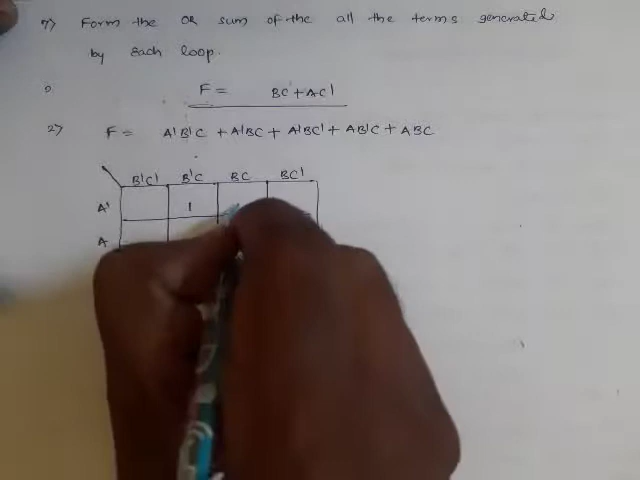 7) Form the OR sum of the all the terms generated
by each loop.
F = BC + AC'
2) F = A'B'C + A'BC + A'BC' + AB'C + ABC
B'C' B'C BC BC'
A' 1
A